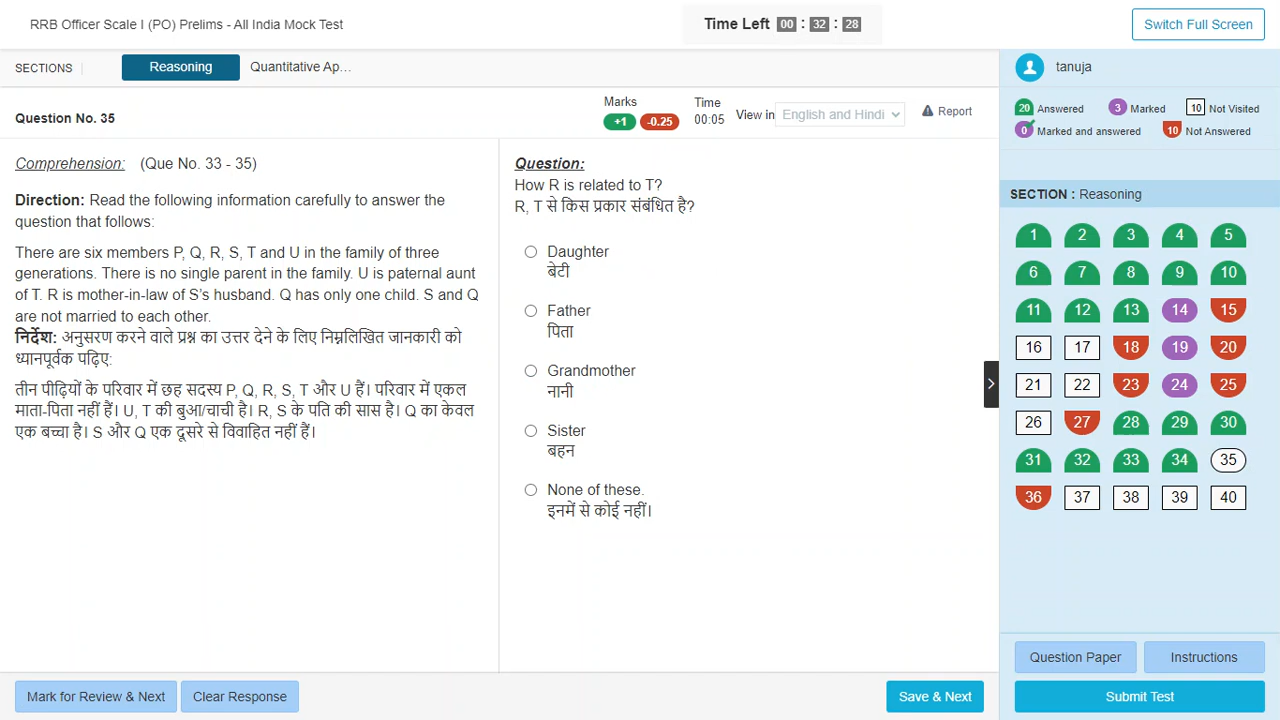 RRB Officer Scale I (PO) Prelims - All India Mock Test
Time Left 00 : 32 : 28
Switch Full Screen
SECTIONS
Reasoning
Quantitative Ap...
tanuja
Question No. 35
Marks
+1 -0.25
Time
00:05
View in English and Hindi
Report
20 Answered 3 Marked 10 Not Visited
0 Marked and answered 10 Not Answered
Comprehension: (Que No. 33 - 35)
Direction: Read the following information carefully to answer the
question that follows:
There are six members P, Q, R, S, T and U in the family of three
generations. There is no single parent in the family. U is paternal aunt
of T. R is mother-in-law of S's husband. Q has only one child. S and Q
are not married to each other.
निर्देश: अनुसरण करने वाले प्रश्न का उत्तर देने के लिए निम्नलिखित जानकारी को
ध्यानपूर्वक पढ़िए:
तीन पीढ़ियों के परिवार में छह सदस्य P, Q, R, S, T और U हैं। परिवार में एकल
माता-पिता नहीं हैं। U, T की बुआ/चाची है। R, S के पति की सास है। Q का केवल
एक बच्चा है। S और Q एक दूसरे से विवाहित नहीं हैं।
Question:
How R is related to T?
R, T से किस प्रकार संबंधित है?
Daughter
बेटी
Father
पिता
Grandmother
नानी
Sister
बहन
None of these.
इनमें से कोई नहीं।
SECTION : Reasoning
1 2 3 4 5
6 7 8 9 10
11 12 13 14 15
16 17 18 19 20
21 22 23 24 25
26 27 28 29 30
31 32 33 34 35
36 37 38 39 40
Question Paper Instructions
Mark for Review & Next Clear Response Save & Next Submit Test